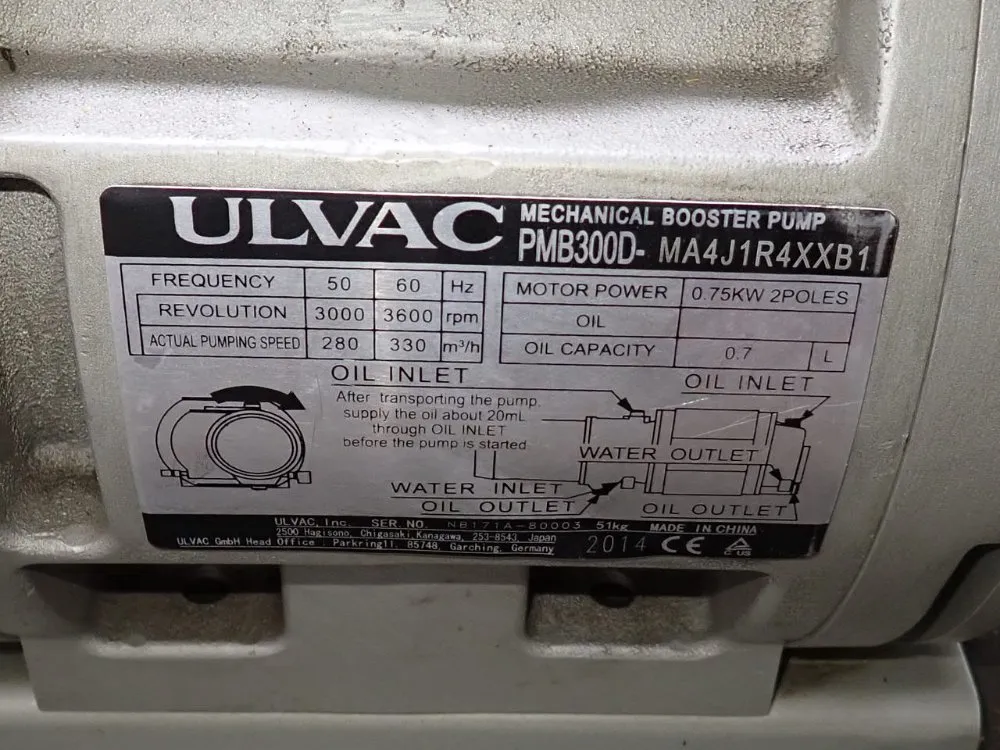 ULVAC
MECHANICAL BOOSTER PUMP
PMB300D- MA4J1R4XXB1
FREQUENCY 50 60 Hz
REVOLUTION 3000 3600 rpm
ACTUAL PUMPING SPEED 280 330 m³/h
MOTOR POWER 0.75KW 2POLES
OIL
OIL CAPACITY 0.7 L
OIL INLET
After transporting the pump,
supply the oil about 20mL
through OIL INLET
before the pump is started
OIL INLET
WATER OUTLET
WATER INLET
OIL OUTLET
OIL OUTLET
ULVAC, Inc. SER. NO. NB171A-80003 51kg MADE IN CHINA
2500 Hagisono, Chigasaki, Kanagawa, 253-8543, Japan
ULVAC GmbH Head Office : Parkring11, 85748, Garching, Germany
2014 CE
C US